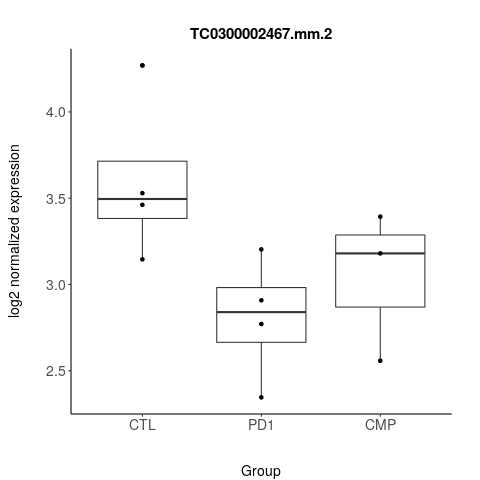 TC0300002467.mm.2
log2 normalized expression
4.0
3.5
3.0
2.5
CTL PD1 CMP
Group